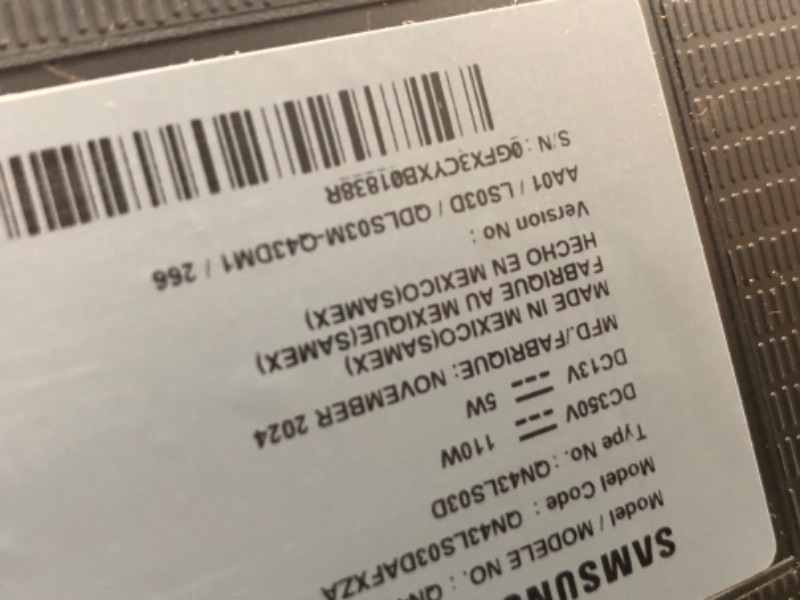 SAMSUNG
Model / MODELE NO. : QN
Model Code : QN43LS03DAFXZA
Type No. : QN43LS03D
DC350V 110W
DC13V 5W
MFD./FABRIQUE: NOVEMBER 2024
MADE IN MEXICO(SAMEX)
FABRIQUE AU MEXIQUE(SAMEX)
HECHO EN MEXICO(SAMEX)
Version No :
AA01 / LS03D / QDLS03M-Q43DM1 / 266
S/N : 0GFX3CYXB01838R